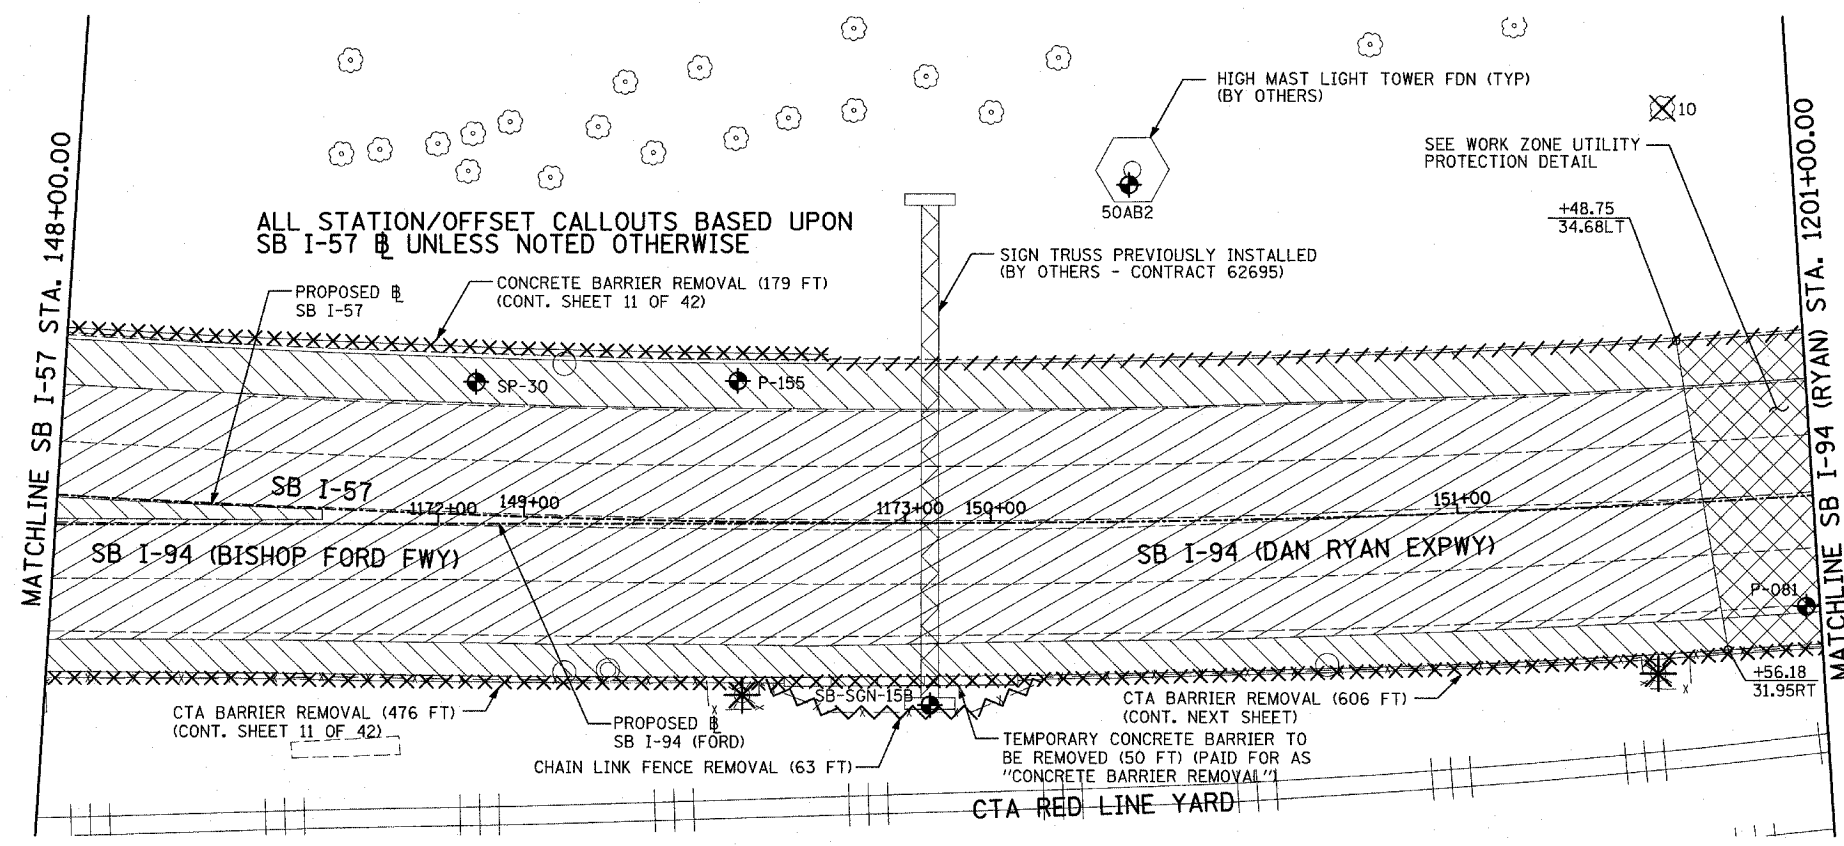 MATCHLINE SB I-57 STA. 148+00.00
HIGH MAST LIGHT TOWER FDN (TYP)
(BY OTHERS)
10
SEE WORK ZONE UTILITY
PROTECTION DETAIL
50AB2
+48.75
34.68LT
ALL STATION/OFFSET CALLOUTS BASED UPON
SB I-57 ⅊ UNLESS NOTED OTHERWISE
SIGN TRUSS PREVIOUSLY INSTALLED
(BY OTHERS - CONTRACT 62695)
PROPOSED ⅊
SB I-57
CONCRETE BARRIER REMOVAL (179 FT)
(CONT. SHEET 11 OF 42)
SP-30
P-155
SB I-57
1172+00
149+00
1173+00
150+00
151+00
SB I-94 (BISHOP FORD FWY)
SB I-94 (DAN RYAN EXPWY)
P-081
MATCHLINE SB I-94 (RYAN) STA. 1201+00.00
+56.18
31.95RT
SB-SGN-15B
CTA BARRIER REMOVAL (476 FT)
(CONT. SHEET 11 OF 42)
PROPOSED ⅊
SB I-94 (FORD)
CHAIN LINK FENCE REMOVAL (63 FT)
CTA BARRIER REMOVAL (606 FT)
(CONT. NEXT SHEET)
TEMPORARY CONCRETE BARRIER TO
BE REMOVED (50 FT) (PAID FOR AS
"CONCRETE BARRIER REMOVAL")
CTA RED LINE YARD